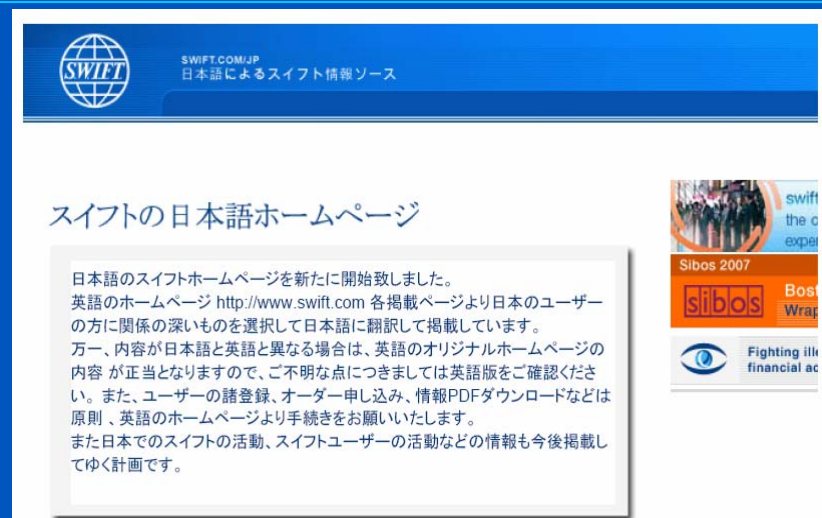 SWIFT
SWIFT.COM/JP
日本語によるスイフト情報ソース
スイフトの日本語ホームページ
日本語のスイフトホームページを新たに開始致しました。
英語のホームページ http://www.swift.com 各掲載ページより日本のユーザー
の方に関係の深いものを選択して日本語に翻訳して掲載しています。
万一、内容が日本語と英語と異なる場合は、英語のオリジナルホームページの
内容 が正当となりますので、ご不明な点につきましては英語版をご確認くださ
い。また、ユーザーの諸登録、オーダー申し込み、情報PDFダウンロードなどは
原則 、英語のホームページより手続きをお願いいたします。
また日本でのスイフトの活動、スイフトユーザーの活動などの情報も今後掲載し
てゆく計画です。
swift
the
Sibos 2007
sibos
Wrap
Fighting
financial